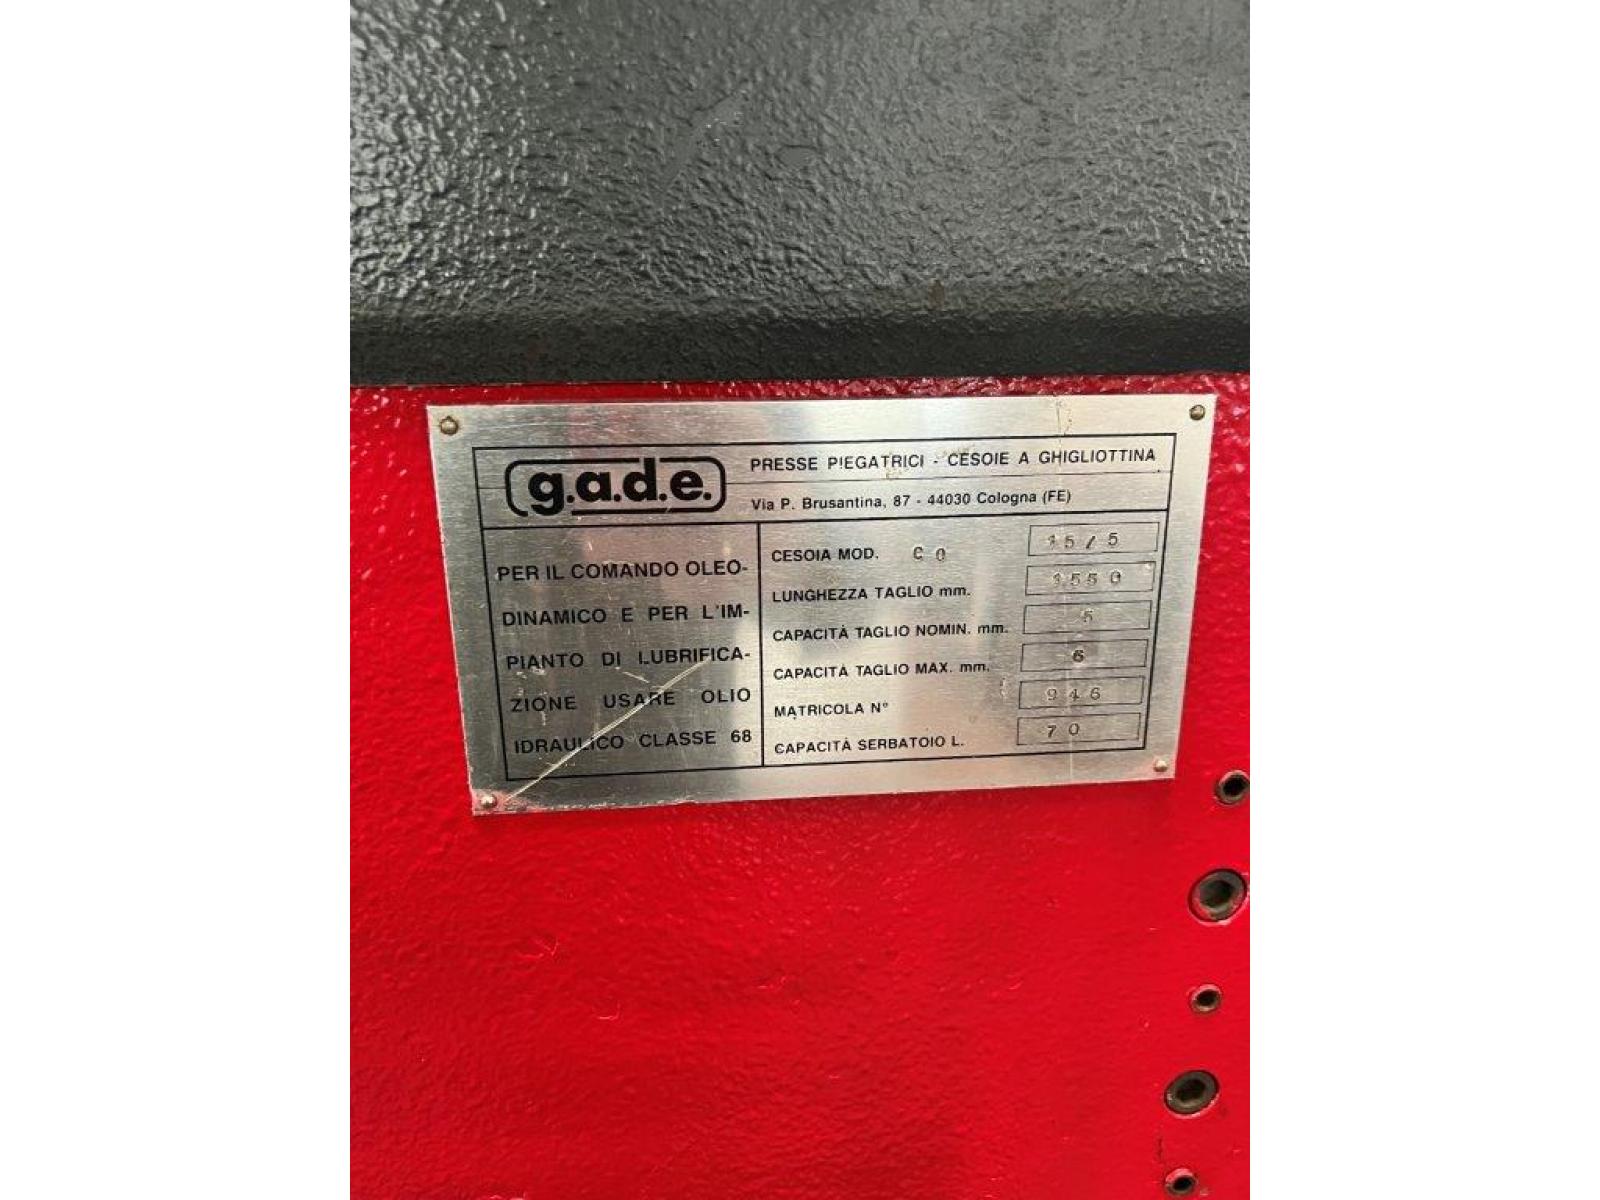 g.a.d.e.
PRESSE PIEGATRICI - CESOIE A GHIGLIOTTINA
Via P. Brusantina, 87 - 44030 Cologna (FE)
PER IL COMANDO OLEO-
DINAMICO E PER L'IM-
PIANTO DI LUBRIFICA-
ZIONE USARE OLIO
IDRAULICO CLASSE 68
CESOIA MOD. CO 15/5
LUNGHEZZA TAGLIO mm. 1550
CAPACITÀ TAGLIO NOMIN. mm. 5
CAPACITÀ TAGLIO MAX. mm. 6
MATRICOLA N° 946
CAPACITÀ SERBATOIO L. 70